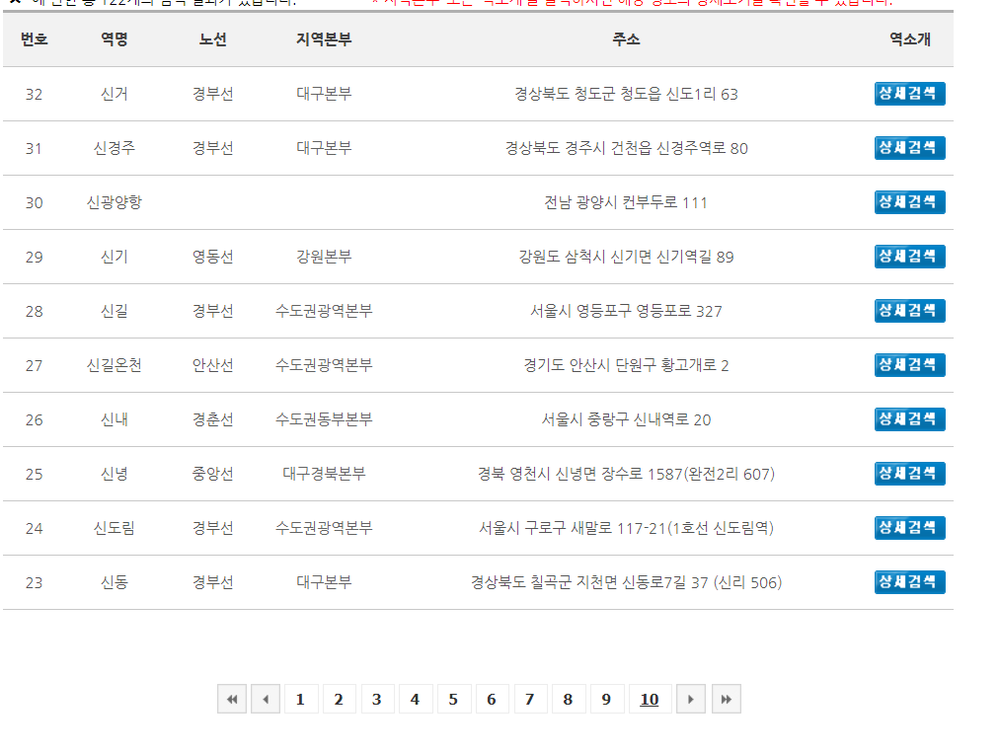 번호 역명 노선 지역본부 주소 역소개
32 신거 경부선 대구본부 경상북도 청도군 청도읍 신도1리 63 상세검색
31 신경주 경부선 대구본부 경상북도 경주시 건천읍 신경주역로 80 상세검색
30 신광양항 전남 광양시 컨부두로 111 상세검색
29 신기 영동선 강원본부 강원도 삼척시 신기면 신기역길 89 상세검색
28 신길 경부선 수도권광역본부 서울시 영등포구 영등포로 327 상세검색
27 신길온천 안산선 수도권광역본부 경기도 안산시 단원구 황고개로 2 상세검색
26 신내 경춘선 수도권동부본부 서울시 중랑구 신내역로 20 상세검색
25 신녕 중앙선 대구경북본부 경북 영천시 신녕면 장수로 1587(완전2리 607) 상세검색
24 신도림 경부선 수도권광역본부 서울시 구로구 새말로 117-21(1호선 신도림역) 상세검색
23 신동 경부선 대구본부 경상북도 칠곡군 지천면 신동로7길 37 (신리 506) 상세검색
1 2 3 4 5 6 7 8 9 10